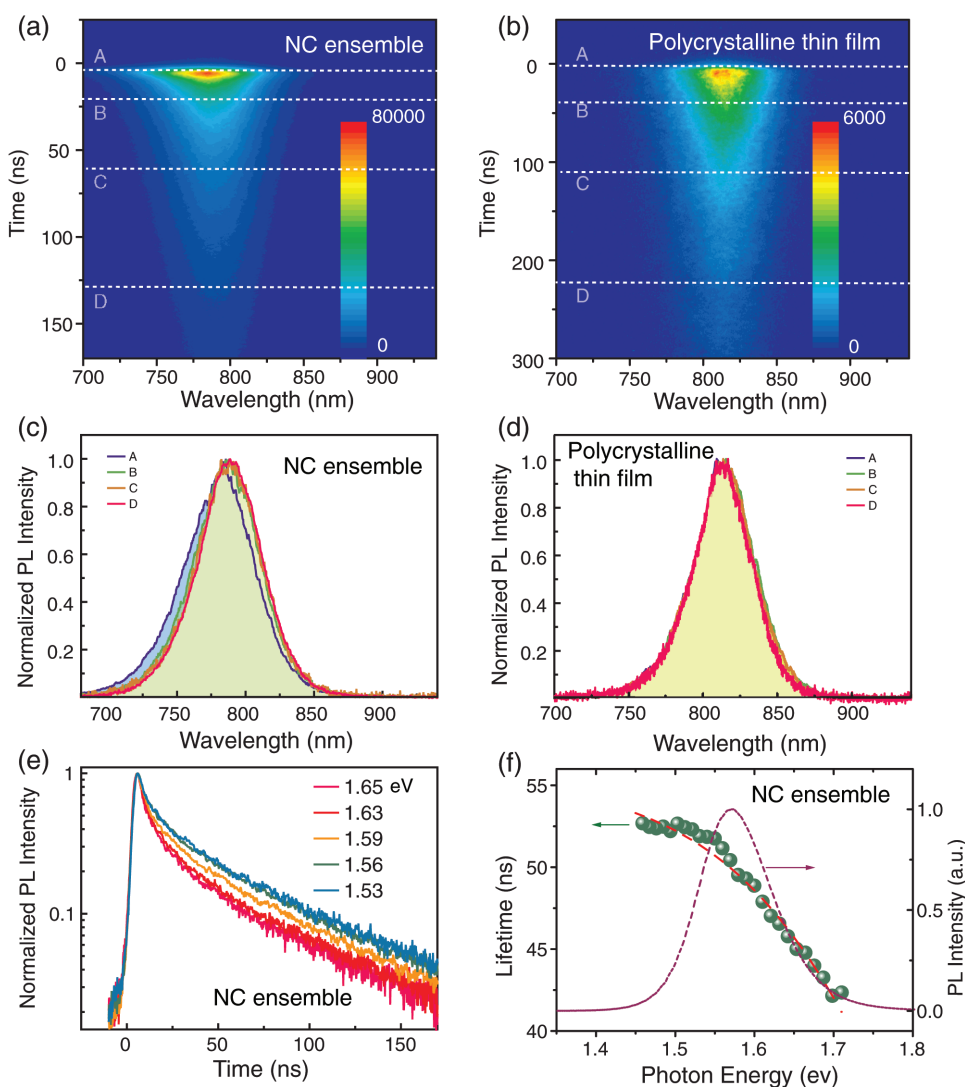 (a)
NC ensemble
A
B
C
D
80000
0
0
50
100
150
Time (ns)
700
750
800
850
900
Wavelength (nm)
(b)
Polycrystalline thin film
A
B
C
D
6000
0
0
100
200
300
Time (ns)
700
750
800
850
900
Wavelength (nm)
(c)
NC ensemble
A
B
C
D
1.0
0.8
0.6
0.4
0.2
Normalized PL Intensity
700
750
800
850
900
Wavelength (nm)
(d)
Polycrystalline
thin film
A
B
C
D
1.0
0.8
0.6
0.4
0.2
Normalized PL Intensity
700
750
800
850
900
Wavelength (nm)
(e)
1
0.1
Normalized PL Intensity
1.65 eV
1.63
1.59
1.56
1.53
NC ensemble
0
50
100
150
Time (ns)
(f)
NC ensemble
55
50
45
40
Lifetime (ns)
1.0
0.5
0.0
PL Intensity (a.u.)
1.4
1.5
1.6
1.7
1.8
Photon Energy (ev)